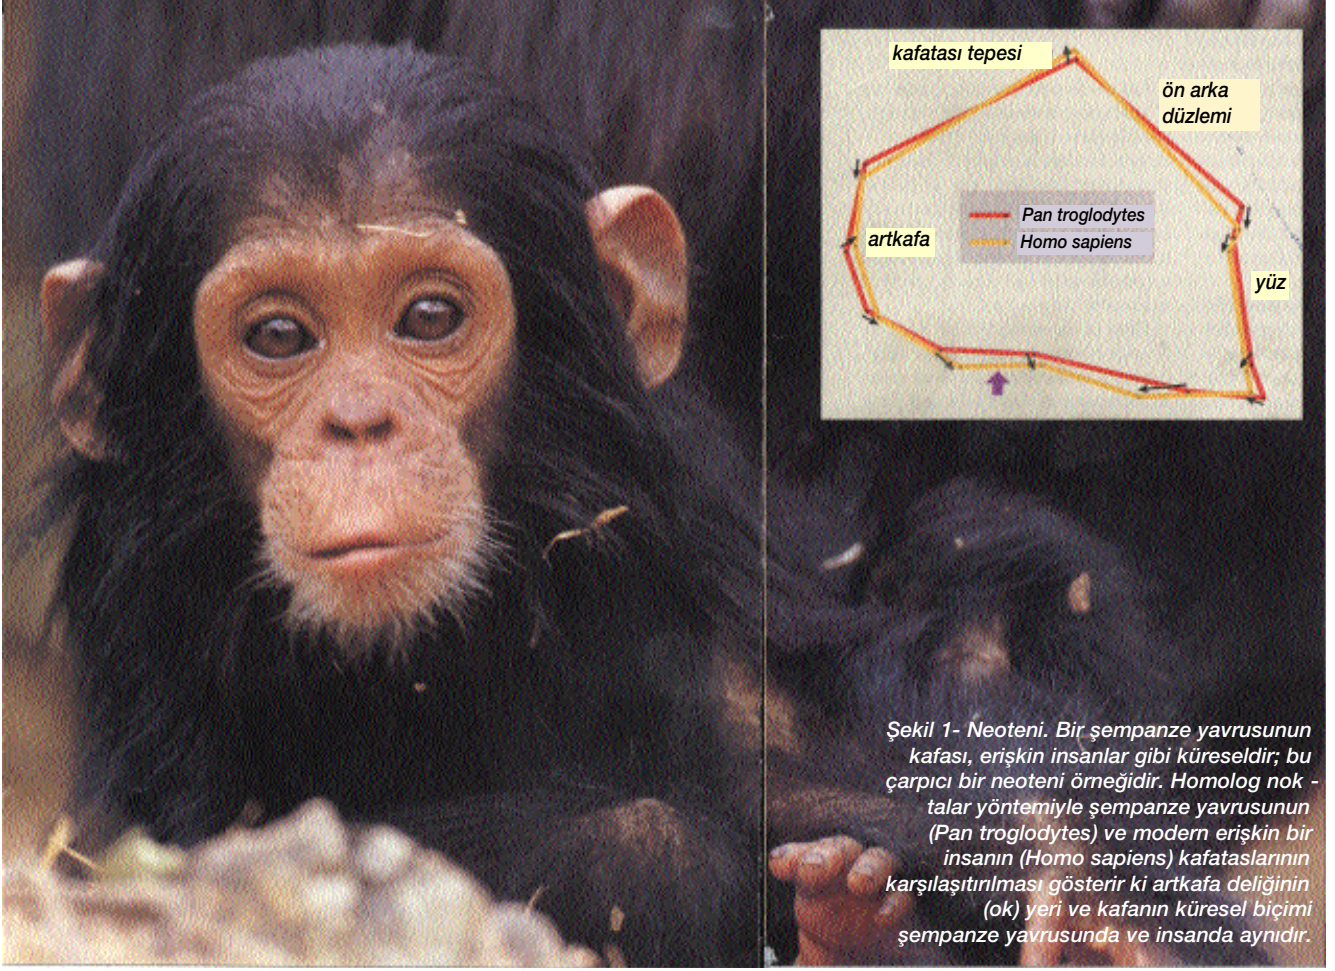 kafatası tepesi
ön arka
düzlemi
Pan troglodytes
Homo sapiens
artkafa
yüz
Şekil 1- Neoteni. Bir şempanze yavrusunun
kafası, erişkin insanlar gibi küreseldir; bu
çarpıcı bir neoteni örneğidir. Homolog nok -
talar yöntemiyle şempanze yavrusunun
(Pan troglodytes) ve modern erişkin bir
insanın (Homo sapiens) kafataslarının
karşılaşıtırılması gösterir ki artkafa deliğinin
(ok) yeri ve kafanın küresel biçimi
şempanze yavrusunda ve insanda aynıdır.